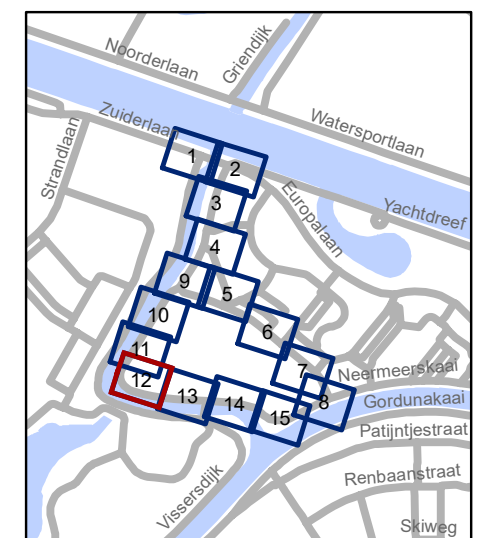 Noorderlaan
Griendijk
Zuiderlaan
Watersportlaan
Strandlaan
1
2
3
Europalaan
Yachtdreef
4
9
5
10
6
11
7
Neermeerskaai
12
13
14
15
8
Gordunakaai
Patijntjestraat
Renbaanstraat
Vissersdijk
Skiweg